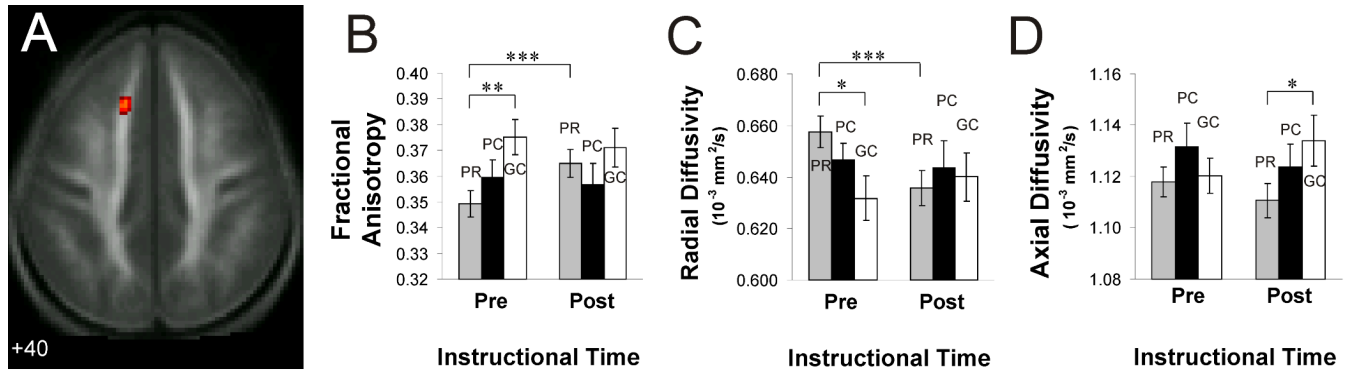 A
+40
B
Fractional
Anisotropy
0.40
0.39
0.38
0.37
0.36
0.35
0.34
0.33
0.32
***
**
PR
PC
GC
PR
PC
GC
Pre
Post
Instructional Time
C
Radial Diffusivity
(10⁻³ mm²/s)
0.680
0.660
0.640
0.620
0.600
***
*
PR
PC
GC
PR
PC
GC
Pre
Post
Instructional Time
D
Axial Diffusivity
(10⁻³ mm²/s)
1.16
1.14
1.12
1.10
1.08
*
PR
PC
GC
PR
PC
GC
Pre
Post
Instructional Time